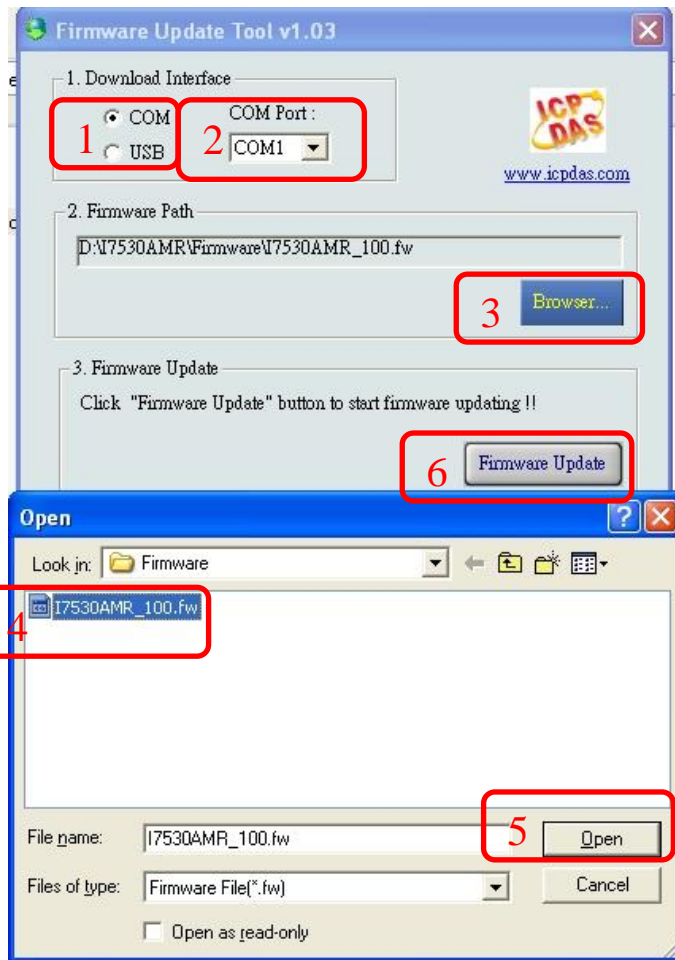 Firmware Update Tool v1.03
1. Download Interface
COM
COM Port :
1
2
USB
COM1
ICP
DAS
www.icpdas.com
2. Firmware Path
D:\I7530AMR\Firmware\I7530AMR_100.fw
3
Browser...
3. Firmware Update
Click "Firmware Update" button to start firmware updating !!
6
Firmware Update
Open
Look in:
Firmware
4
I7530AMR_100.fw
File name:
I7530AMR_100.fw
5
Open
Files of type:
Firmware File(*.fw)
Cancel
Open as read-only